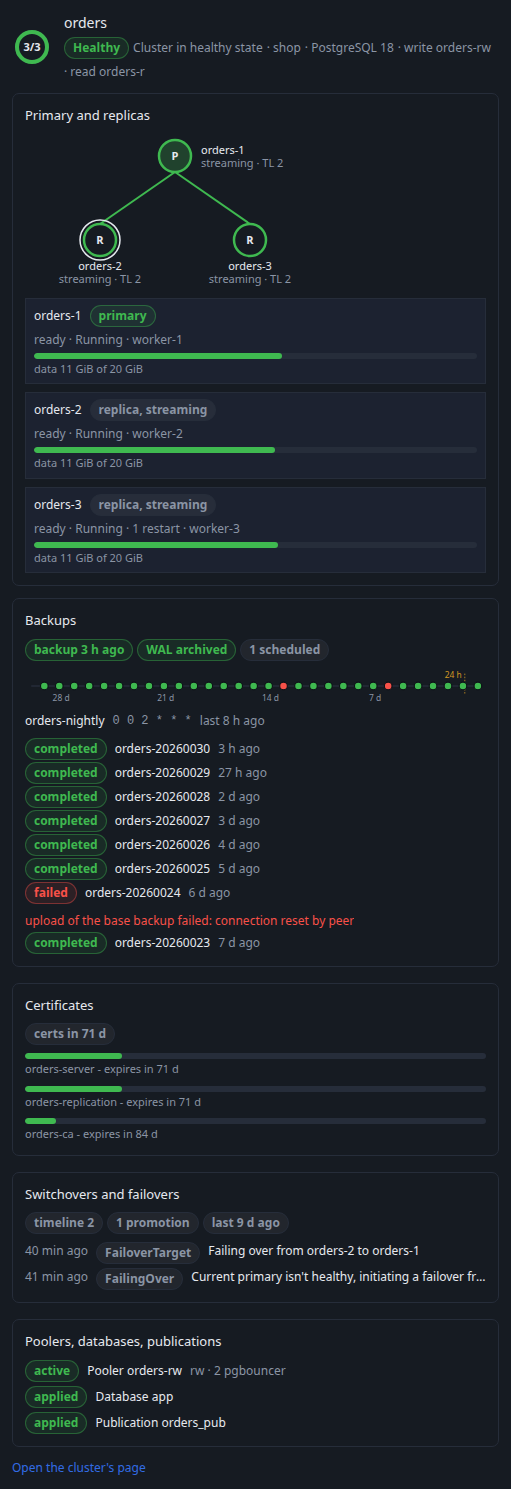 3/3
orders
Healthy Cluster in healthy state · shop · PostgreSQL 18 · write orders-rw
· read orders-r
Primary and replicas
P
orders-1
streaming · TL 2
R
R
orders-2
streaming · TL 2
orders-3
streaming · TL 2
orders-1 primary
ready · Running · worker-1
data 11 GiB of 20 GiB
orders-2 replica, streaming
ready · Running · worker-2
data 11 GiB of 20 GiB
orders-3 replica, streaming
ready · Running · 1 restart · worker-3
data 11 GiB of 20 GiB
Backups
backup 3 h ago WAL archived 1 scheduled
24 h
28 d 21 d 14 d 7 d
orders-nightly 0 0 2 * * * last 8 h ago
completed orders-20260030 3 h ago
completed orders-20260029 27 h ago
completed orders-20260028 2 d ago
completed orders-20260027 3 d ago
completed orders-20260026 4 d ago
completed orders-20260025 5 d ago
failed orders-20260024 6 d ago
upload of the base backup failed: connection reset by peer
completed orders-20260023 7 d ago
Certificates
certs in 71 d
orders-server - expires in 71 d
orders-replication - expires in 71 d
orders-ca - expires in 84 d
Switchovers and failovers
timeline 2 1 promotion last 9 d ago
40 min ago FailoverTarget Failing over from orders-2 to orders-1
41 min ago FailingOver Current primary isn't healthy, initiating a failover fr...
Poolers, databases, publications
active Pooler orders-rw rw · 2 pgbouncer
applied Database app
applied Publication orders_pub
Open the cluster's page